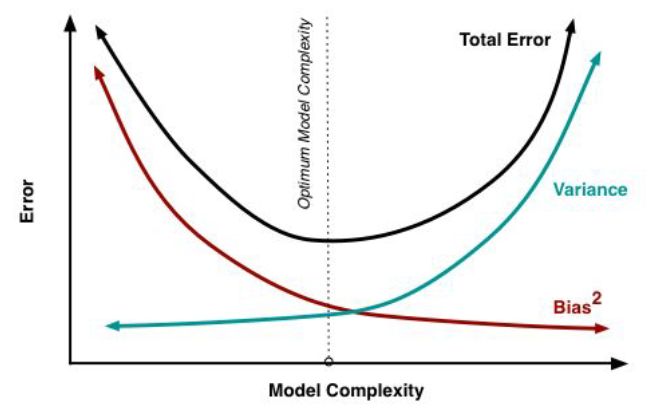 Total Error
Optimum Model Complexity
Variance
Error
Bias²
Model Complexity